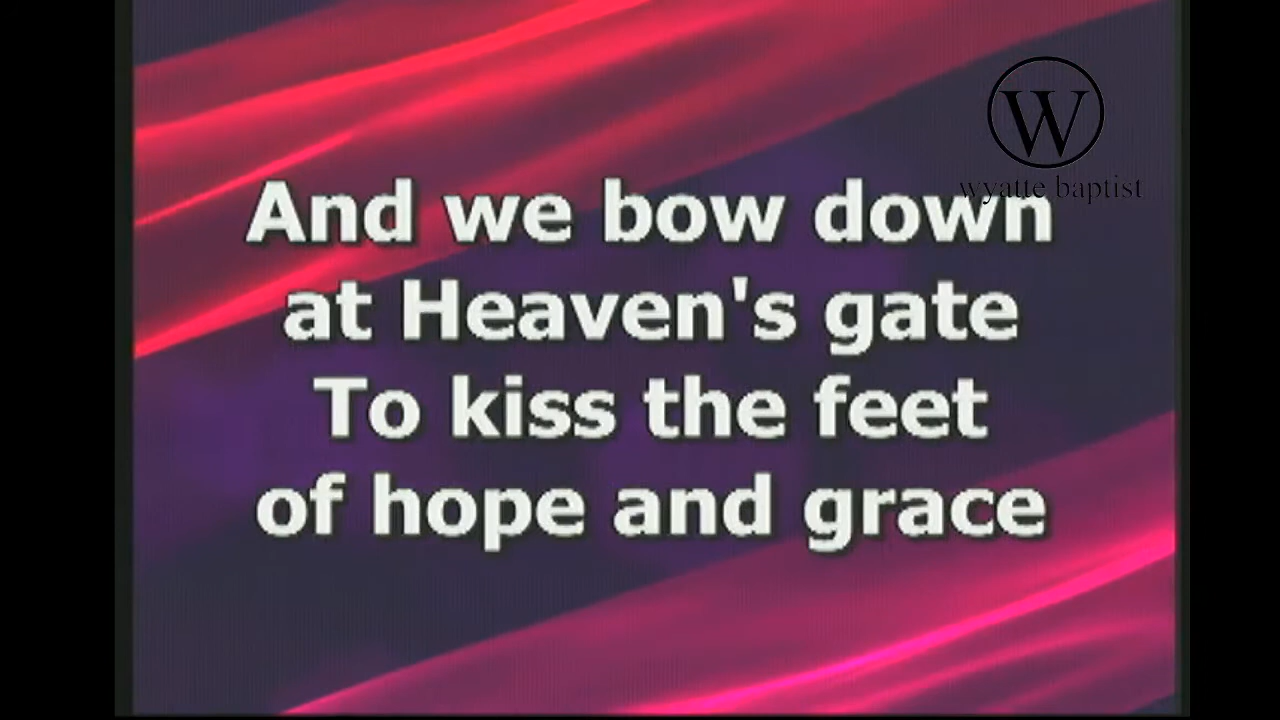 W
wyatte baptist
And we bow down
at Heaven's gate
To kiss the feet
of hope and grace